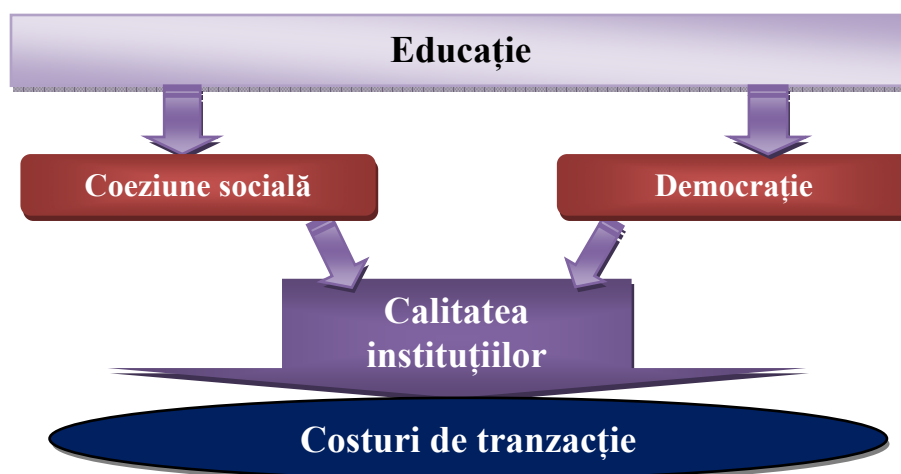 Educație
Coeziune socială
Democrație
Calitatea
instituțiilor
Costuri de tranzacție